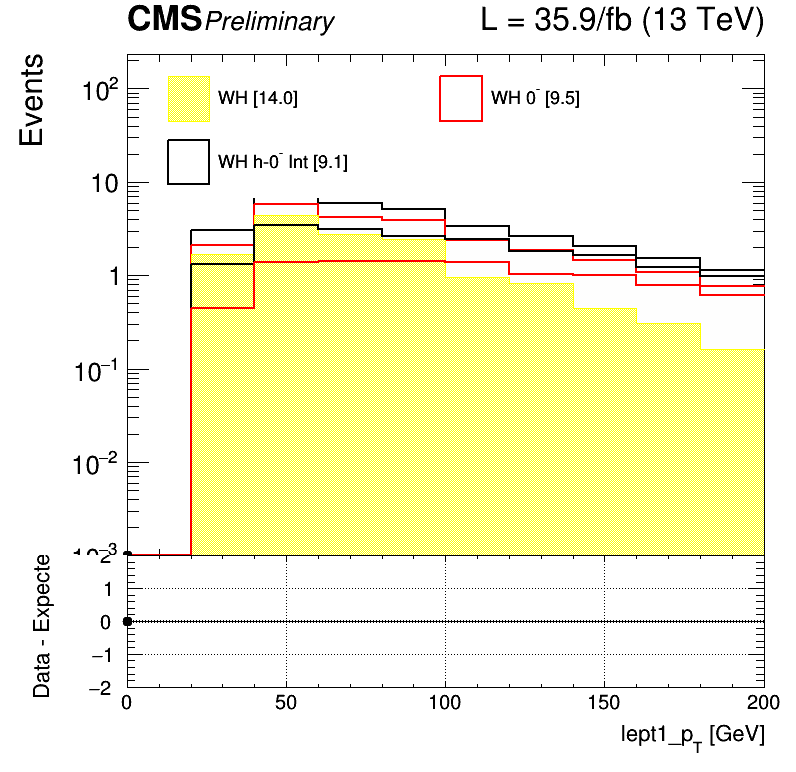 CMS Preliminary L = 35.9/fb (13 TeV)
Events
WH [14.0]
WH 0⁻ [9.5]
WH h-0⁻ Int [9.1]
10²
10
1
10⁻¹
10⁻²
10⁻³
Data - Expecte
2
1
0
−1
−2
0 50 100 150 200
lept1_p_T [GeV]